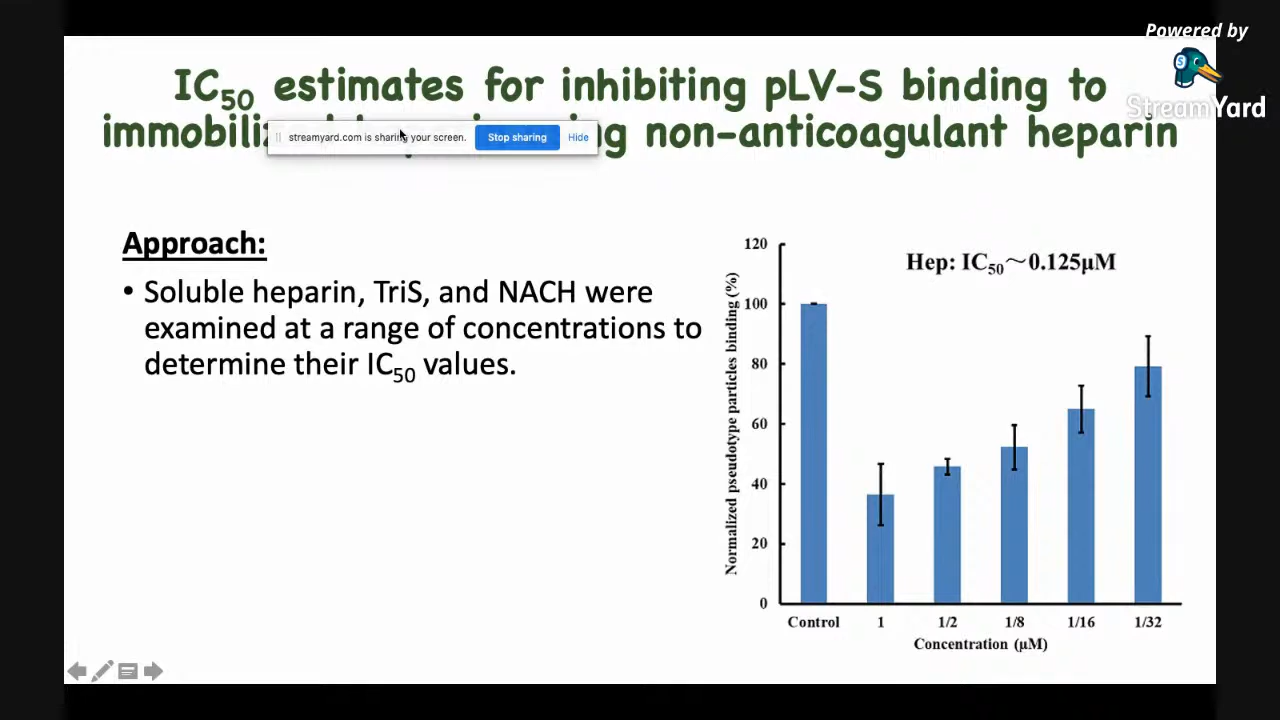 Powered by
StreamYard
IC50 estimates for inhibiting pLV-S binding to
immobili ng non-anticoagulant heparin
streamyard.com is sharing your screen. Stop sharing Hide
Approach:
• Soluble heparin, TriS, and NACH were
examined at a range of concentrations to
determine their IC50 values.
Hep: IC50~0.125μM
Normalized pseudotype particles binding (%)
120
100
80
60
40
20
0
Control 1 1/2 1/8 1/16 1/32
Concentration (μM)